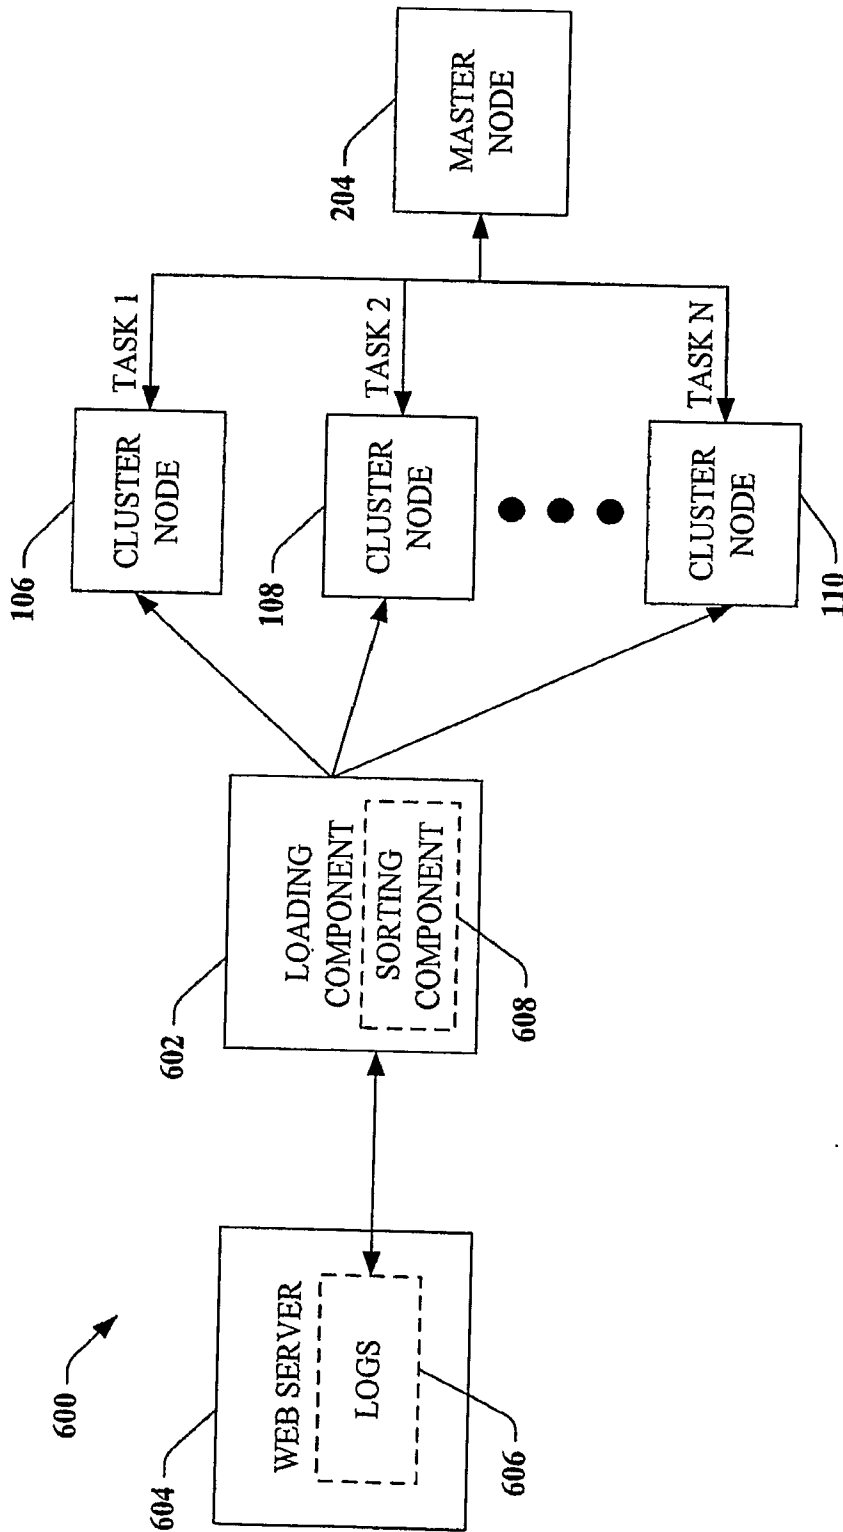 600
604
WEB SERVER
LOGS
606
602
LOADING
COMPONENT
SORTING
COMPONENT
608
106
CLUSTER
NODE
TASK 1
108
CLUSTER
NODE
TASK 2
110
CLUSTER
NODE
TASK N
204
MASTER
NODE